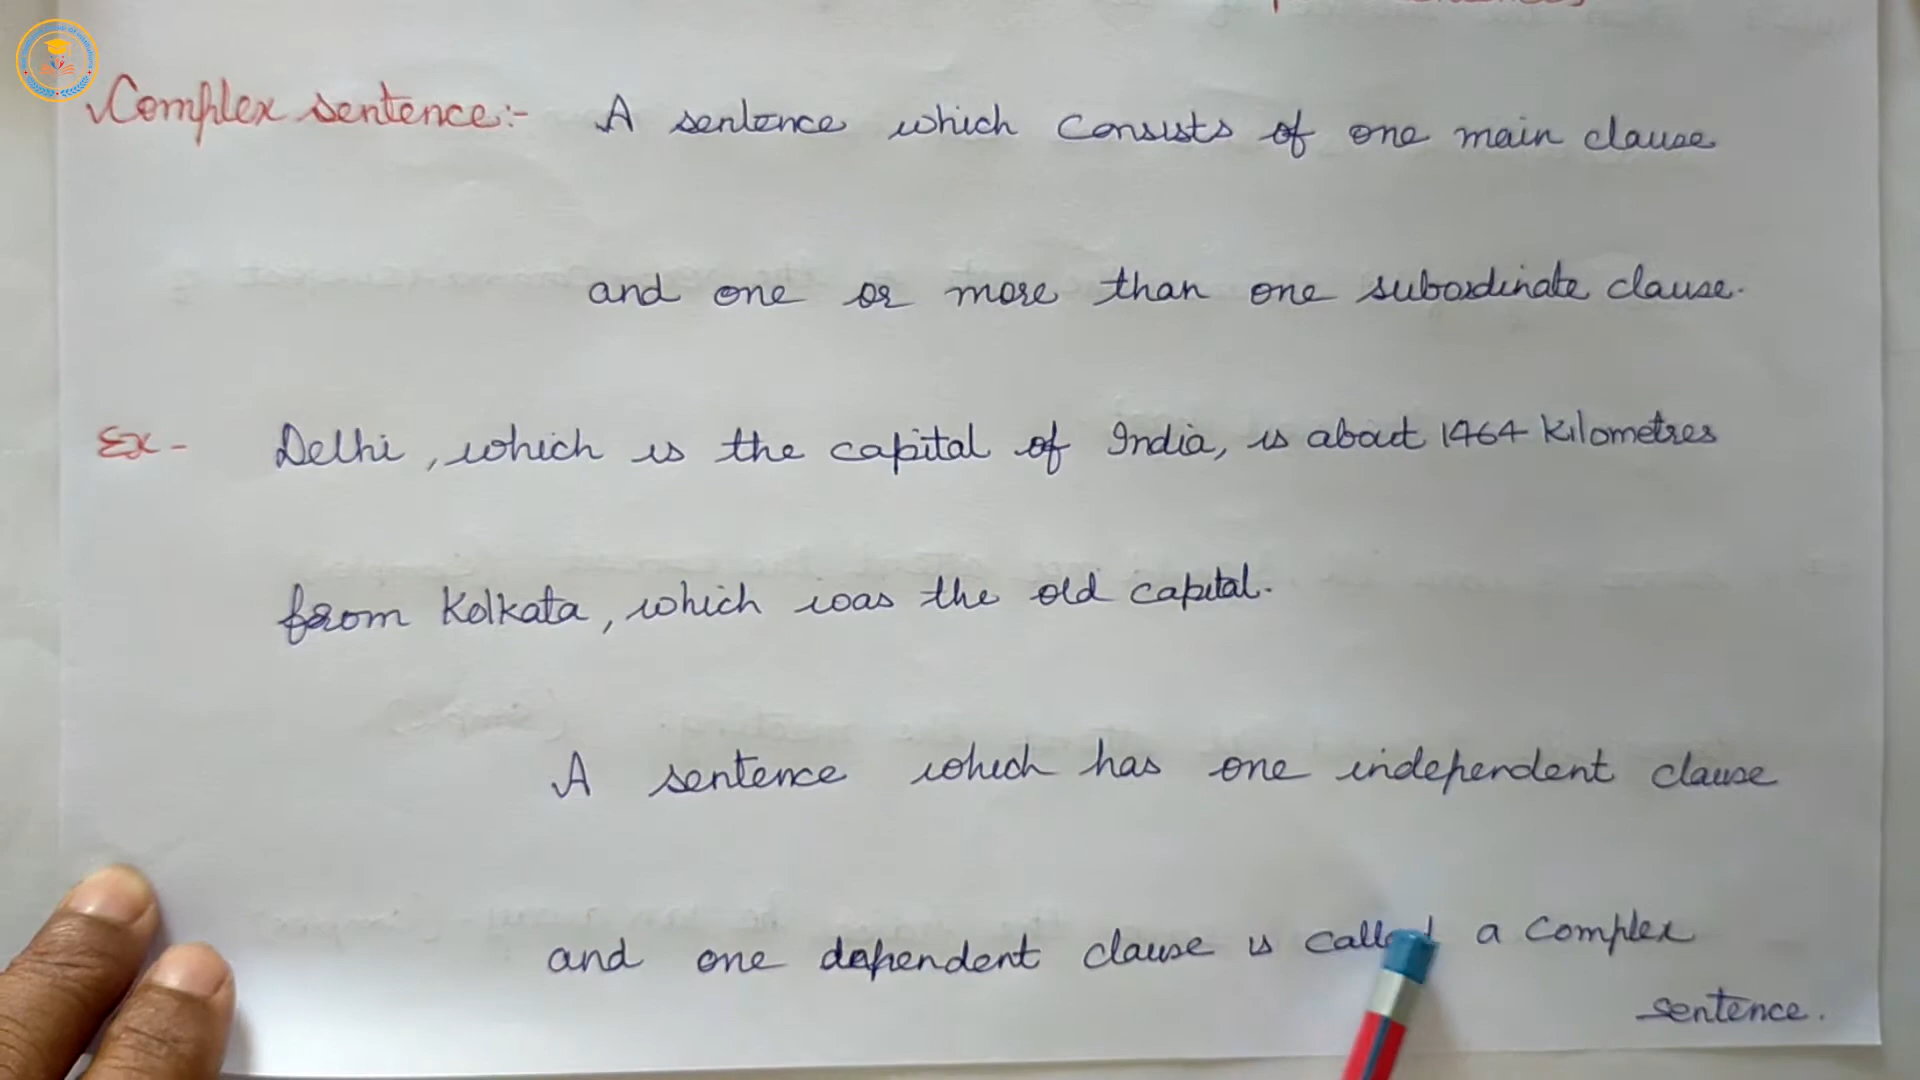 Complex sentence:- A sentence which consists of one main clause
and one or more than one subordinate clause.
Ex- Delhi, which is the capital of India, is about 1464 kilometres
from Kolkata, which was the old capital.
A sentence which has one independent clause
and one dependent clause is called a complex
sentence.